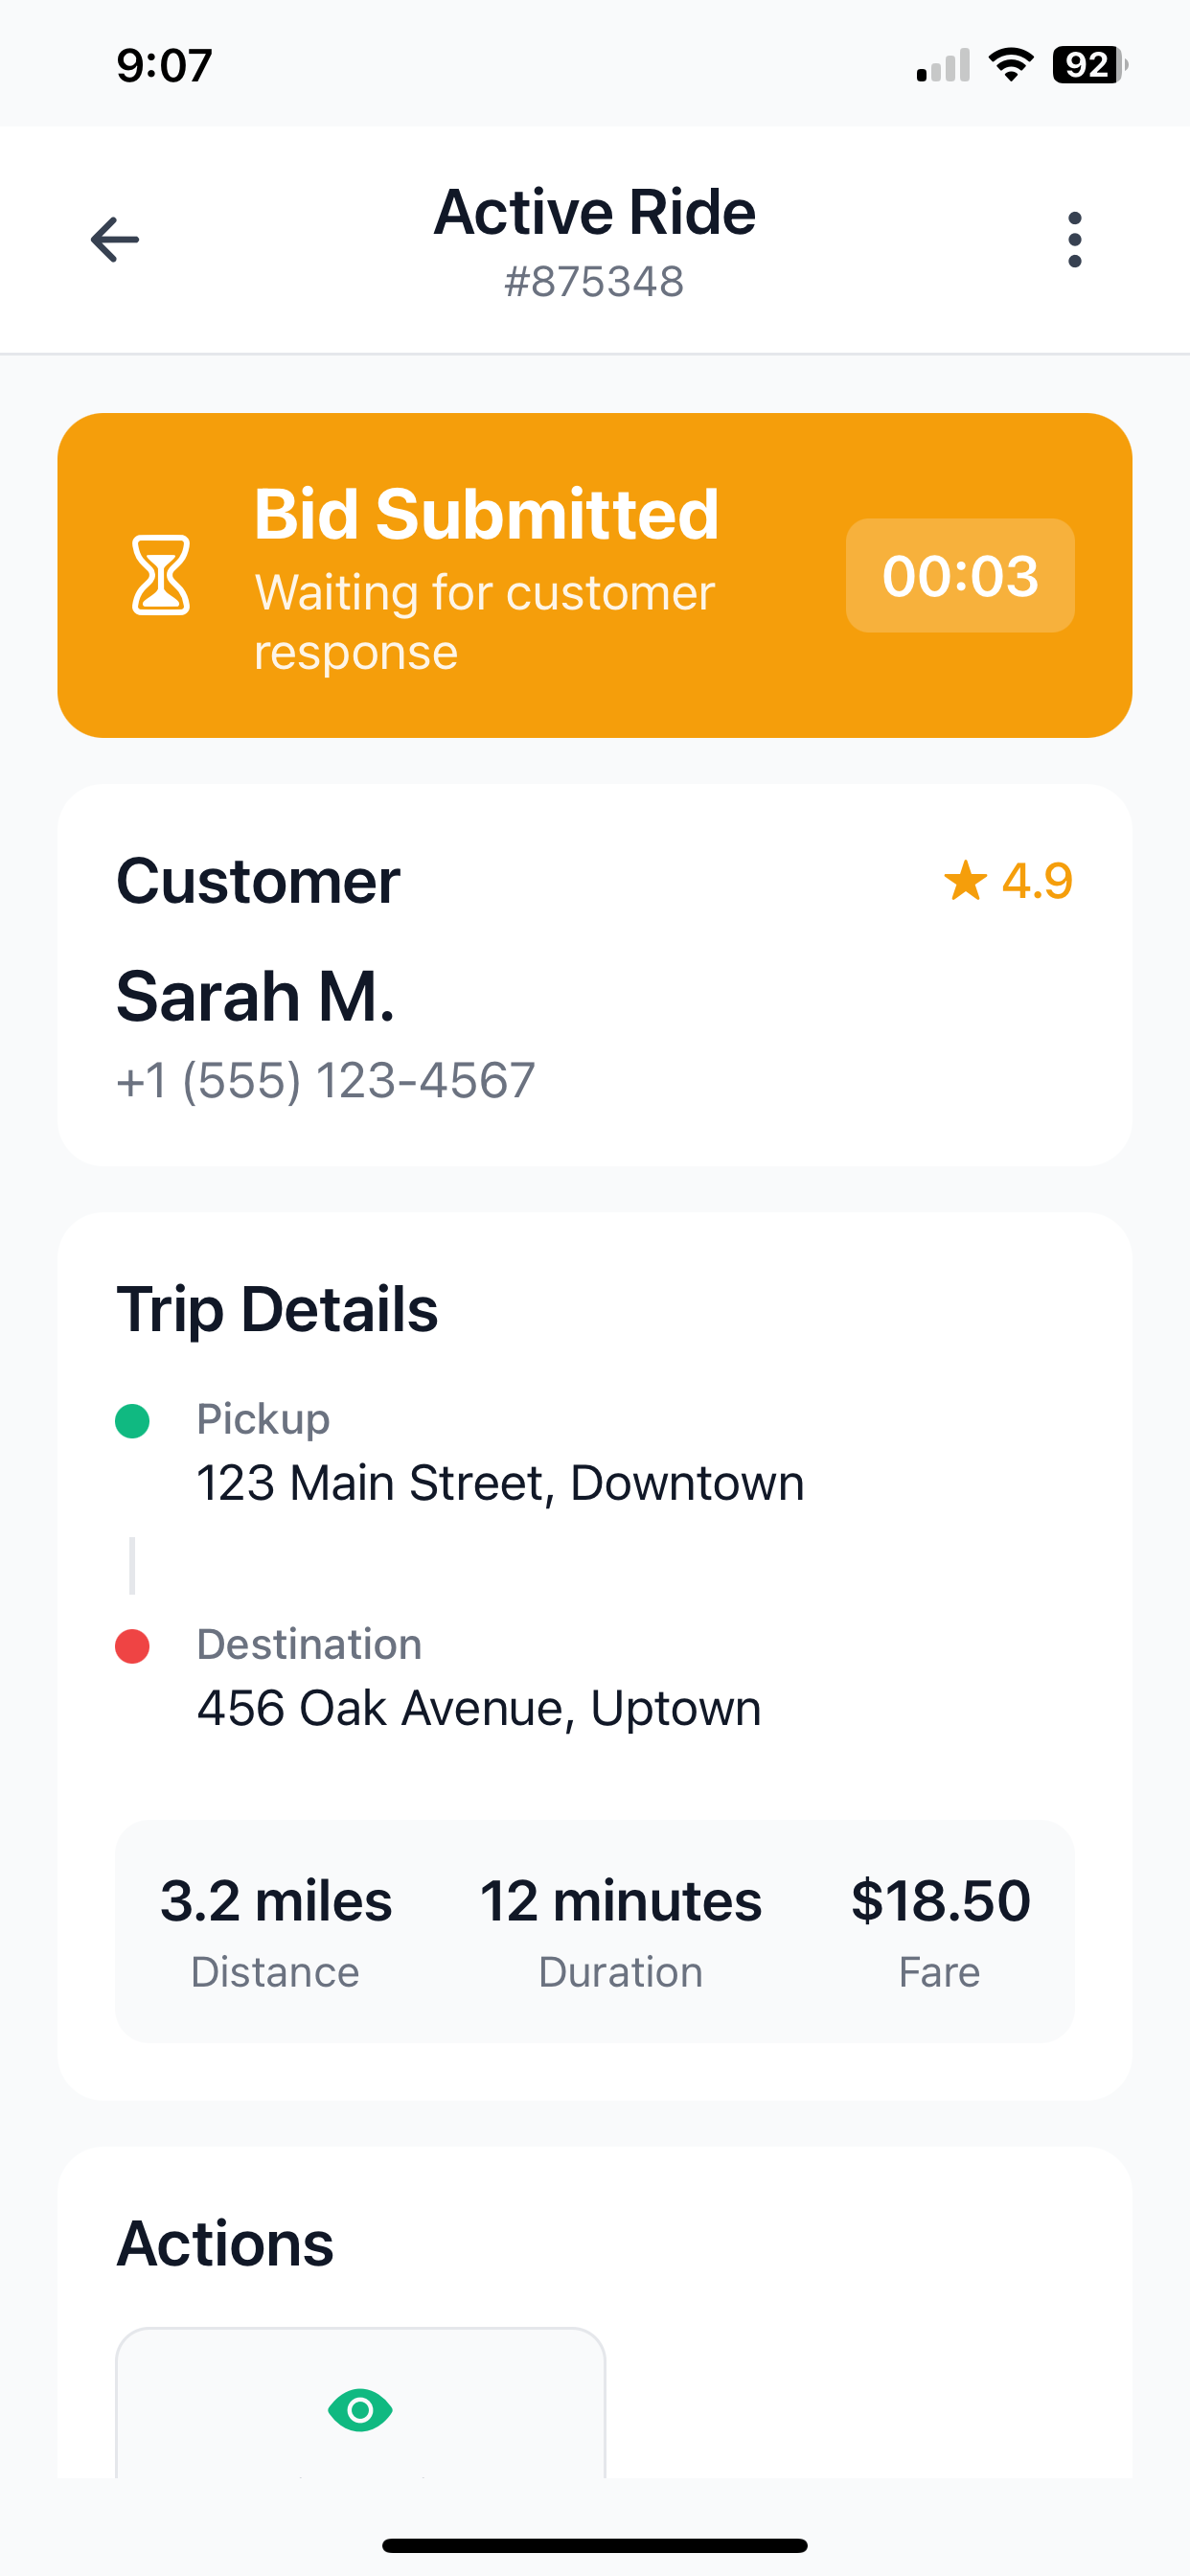 9:07
92
Active Ride
#875348
Bid Submitted
Waiting for customer
response
00:03
Customer
4.9
Sarah M.
+1 (555) 123-4567
Trip Details
Pickup
123 Main Street, Downtown
Destination
456 Oak Avenue, Uptown
3.2 miles 12 minutes $18.50
Distance Duration Fare
Actions